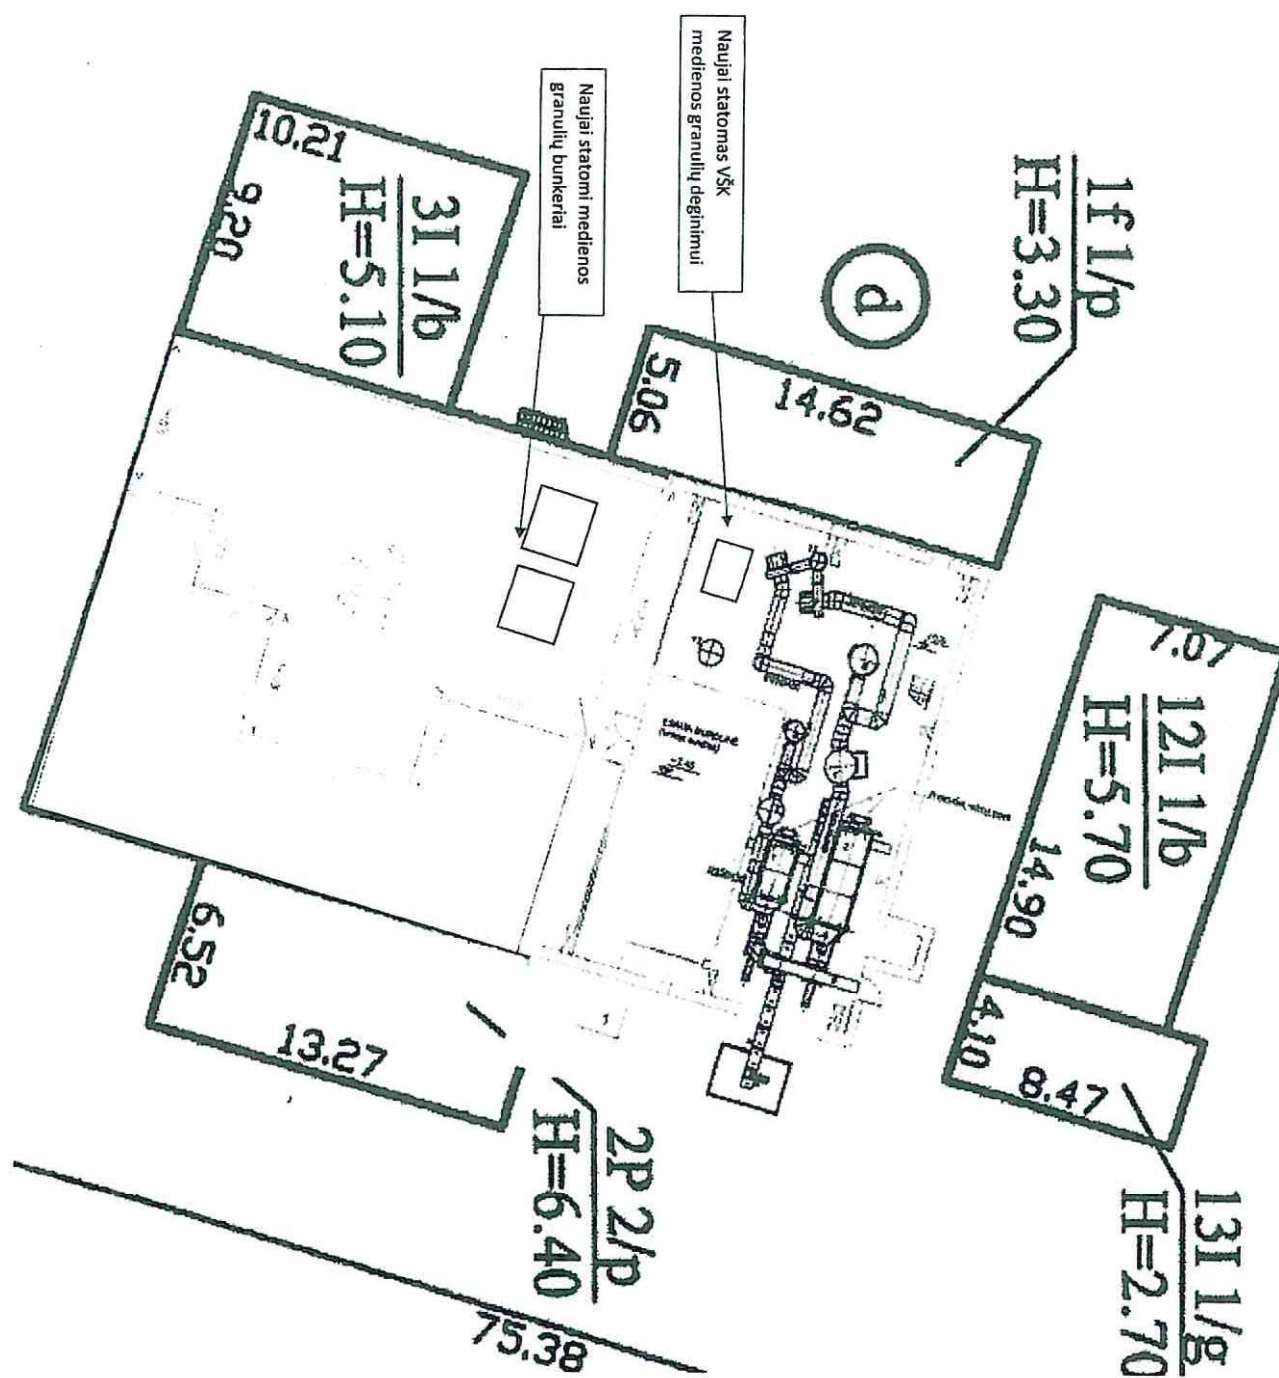 Naujai statomas VŠK
medienos granulių deginimui
Naujai statomi medienos
granulių bunkeriai
1f 1/p
H=3.30
d
10.21
9.20
3I 1/b
H=5.10
5.06
14.62
7.07
12I 1/b
H=5.70
14.90
4.10
8.47
13I 1/g
H=2.70
6.52
13.27
2P 2/p
H=6.40
75.38
1